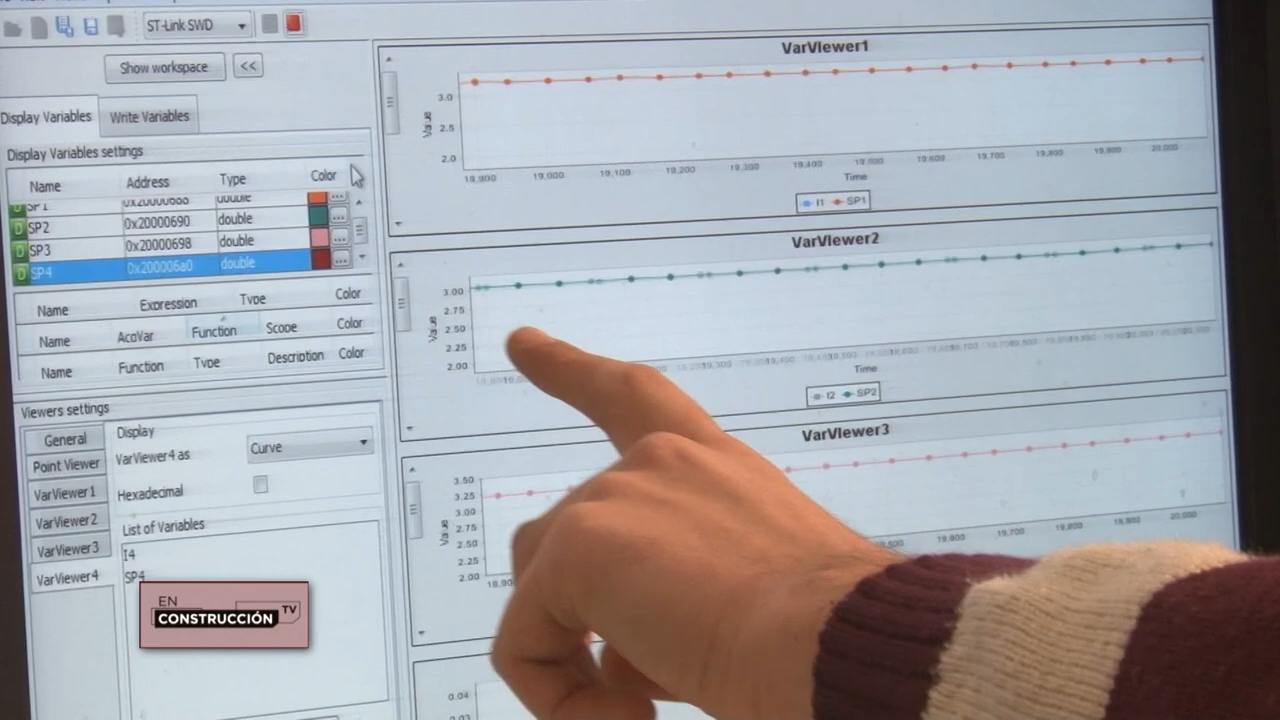 ST-Link SWD
Show workspace <<
Display Variables Write Variables
Display Variables settings
Name Address Type Color
SP1 double
SP2 0x20000690 double
SP3 0x20000698 double
SP4 0x200006a0 double
Name Expression Type Color
Name AcqVar Function Scope Color
Name Function Type Description Color
Viewers settings
General
Point Viewer
VarViewer1
VarViewer2
VarViewer3
VarViewer4
Display
VarViewer4 as Curve
Hexadecimal
List of Variables
I4
SP4
VarViewer1
Value
3.0
2.5
2.0
18,900 19,000 19,100 19,200 19,300 19,400 19,500 19,600 19,700 19,800 19,900 20,000
Time
I1 SP1
VarViewer2
Value
3.00
2.75
2.50
2.25
2.00
Time
I2 SP2
VarViewer3
Value
3.50
3.25
3.00
2.75
2.50
2.25
2.00
19,600 19,700 19,800 19,900 20,000
0.04
EN
CONSTRUCCIÓN TV